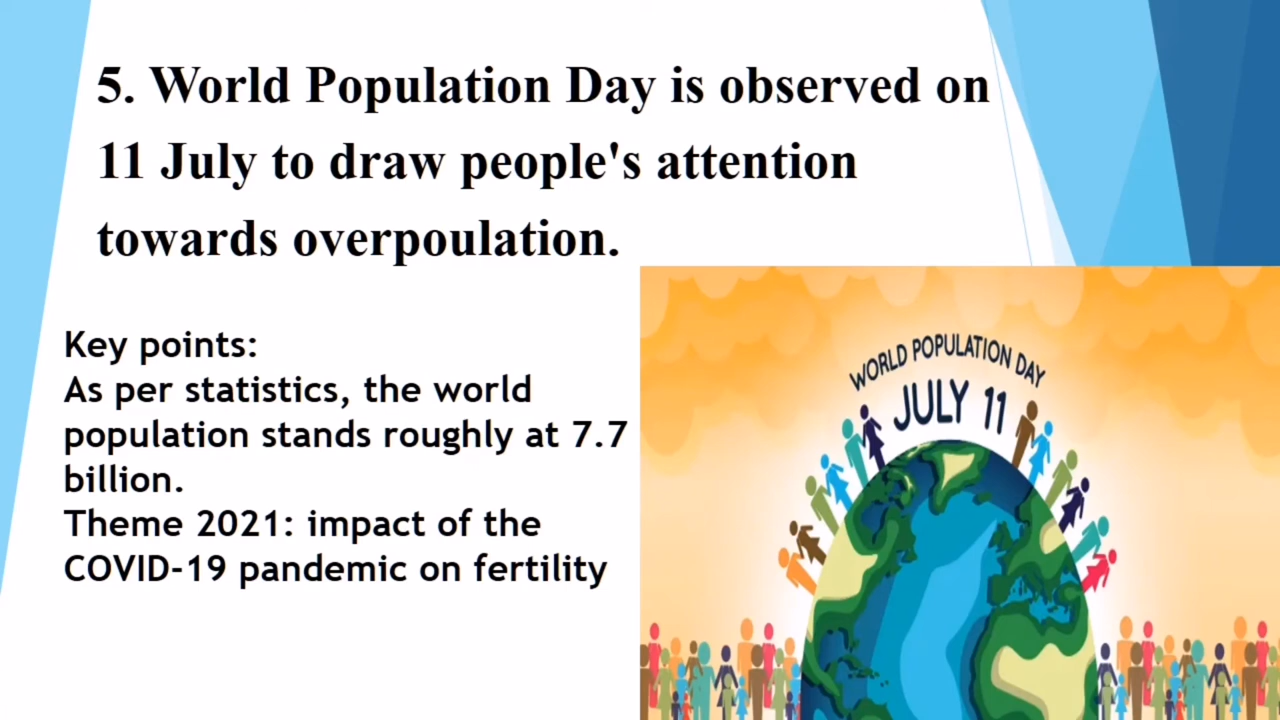 5. World Population Day is observed on
11 July to draw people's attention
towards overpoulation.
Key points:
As per statistics, the world
population stands roughly at 7.7
billion.
Theme 2021: impact of the
COVID-19 pandemic on fertility
WORLD POPULATION DAY
JULY 11